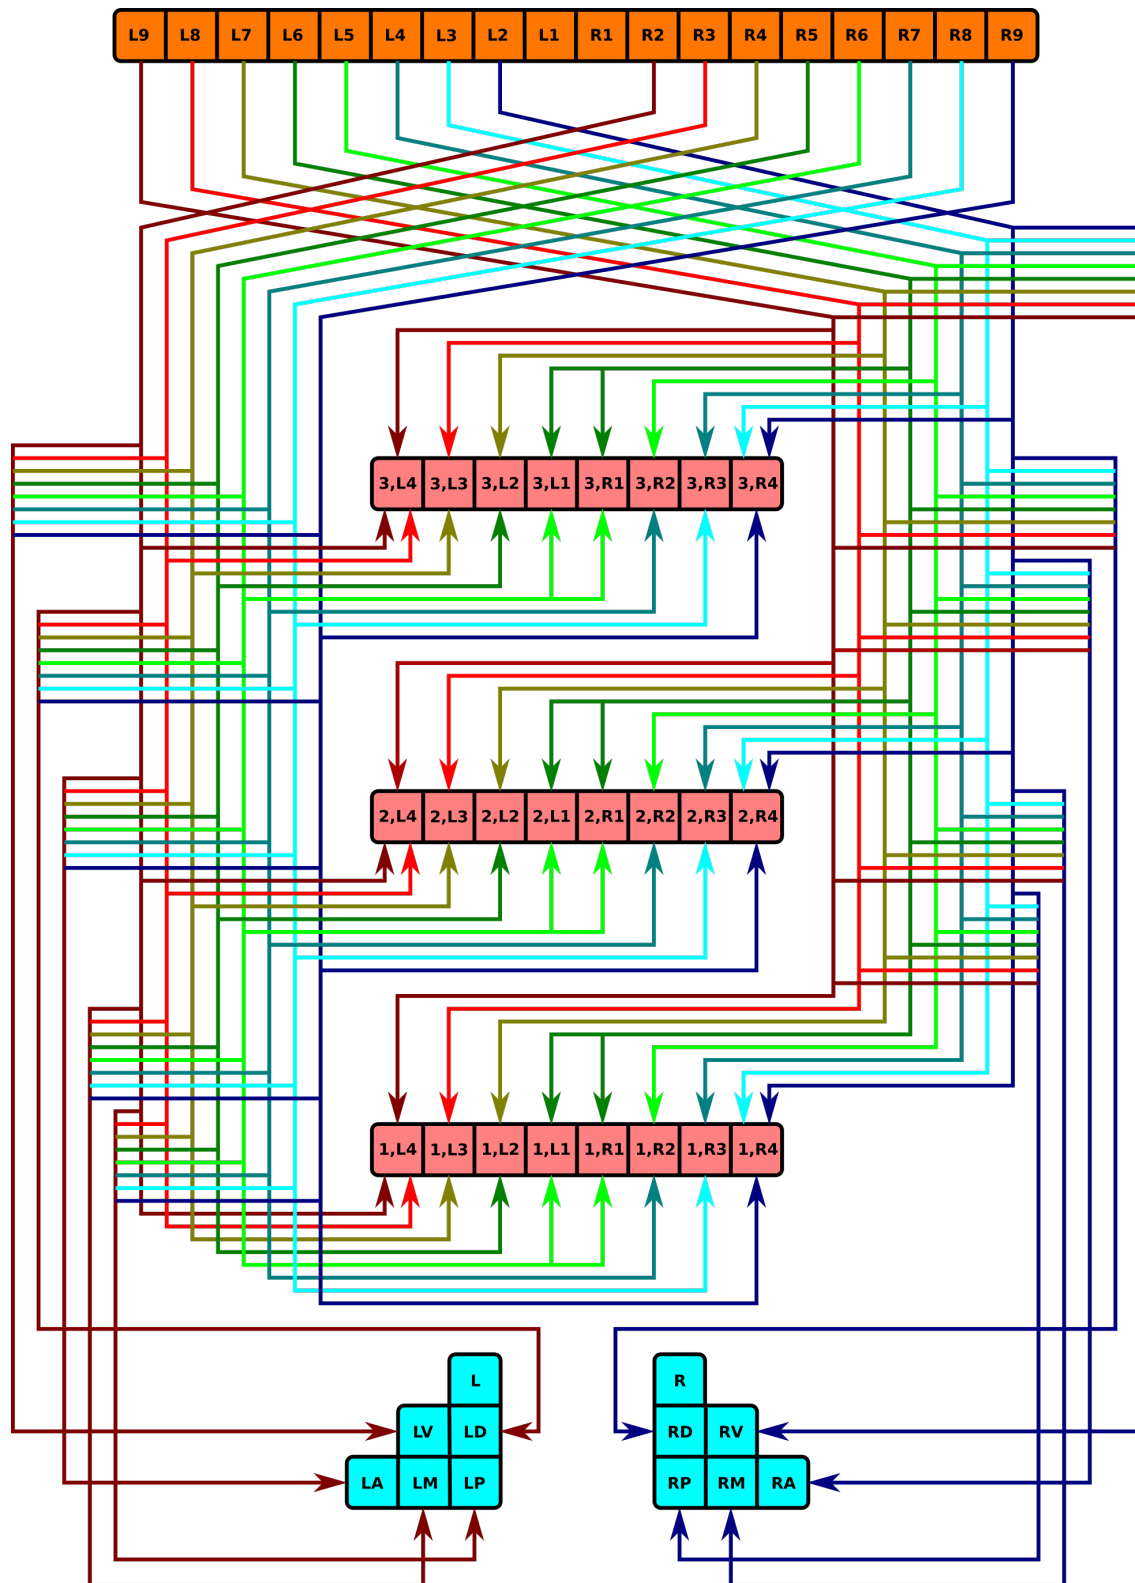 L9 L8 L7 L6 L5 L4 L3 L2 L1 R1 R2 R3 R4 R5 R6 R7 R8 R9
3,L4 3,L3 3,L2 3,L1 3,R1 3,R2 3,R3 3,R4
2,L4 2,L3 2,L2 2,L1 2,R1 2,R2 2,R3 2,R4
1,L4 1,L3 1,L2 1,L1 1,R1 1,R2 1,R3 1,R4
L R
LV LD RD RV
LA LM LP RP RM RA